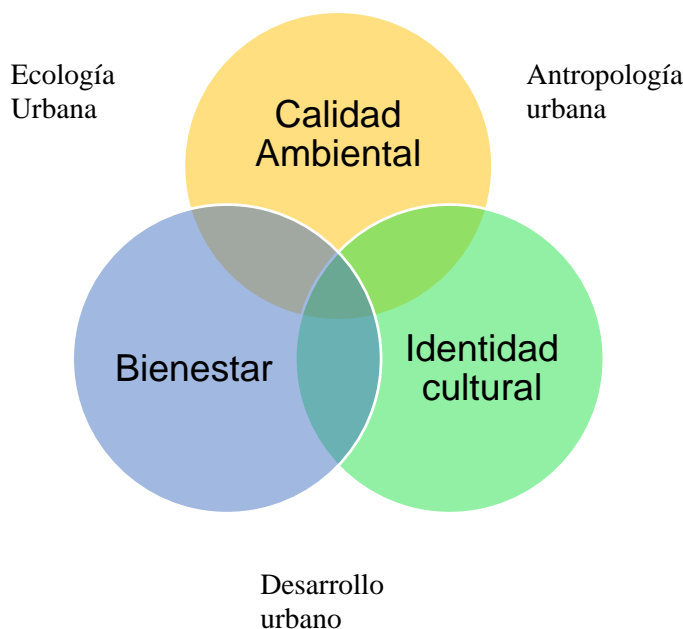 Ecología
Urbana
Antropología
urbana
Calidad
Ambiental
Bienestar
Identidad
cultural
Desarrollo
urbano